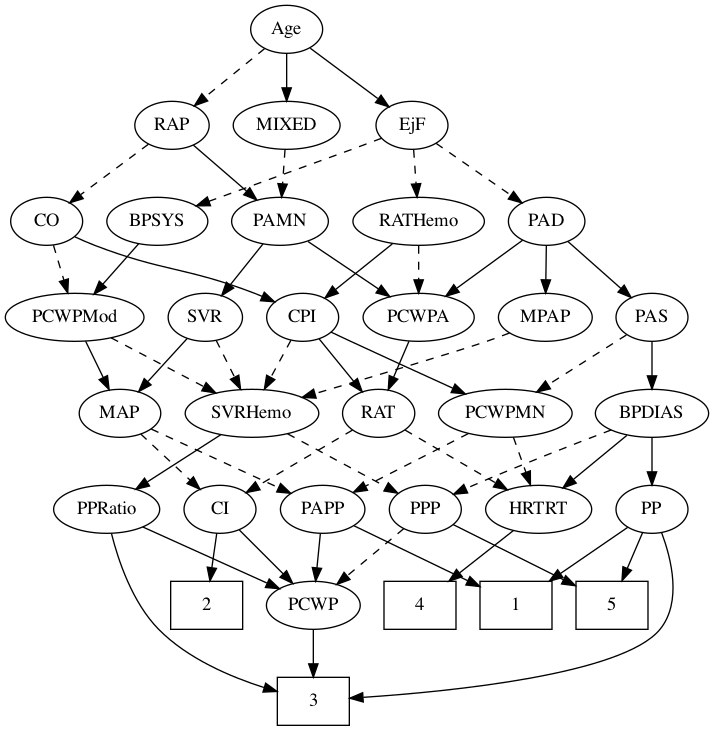 Age
RAP MIXED EjF
CO BPSYS PAMN RATHemo PAD
PCWPMod SVR CPI PCWPA MPAP PAS
MAP SVRHemo RAT PCWPMN BPDIAS
PPRatio CI PAPP PPP HRTRT PP
2 PCWP 4 1 5
3